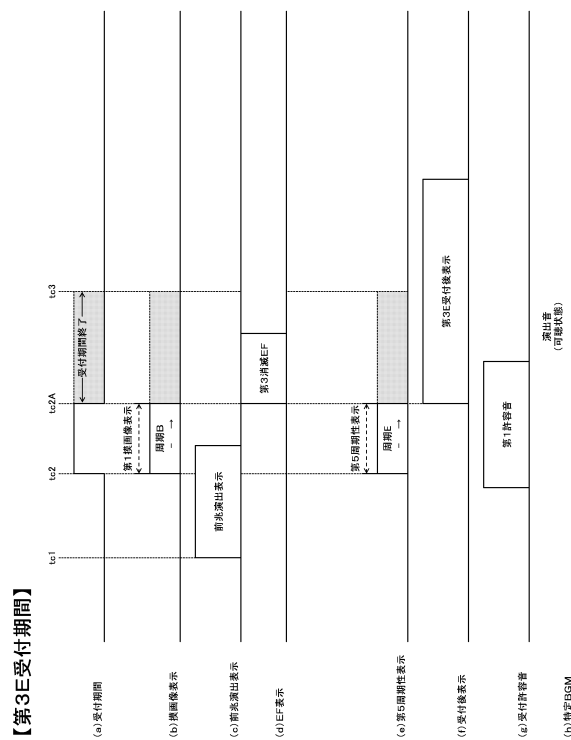 【第3E受付期間】
tc1
tc2
tc2A
tc3
(a)受付期間
受付期間終了
第1操画像表示
(b)操画像表示
周期B
(c)前兆演出表示
前兆演出表示
(d)EF表示
第3消滅EF
第5周期性表示
(e)第5周期性表示
周期E
(f)受付後表示
第3E受付後表示
(g)受付許容音
第1許容音
(h)特定BGM
演出音
(可聴状態)